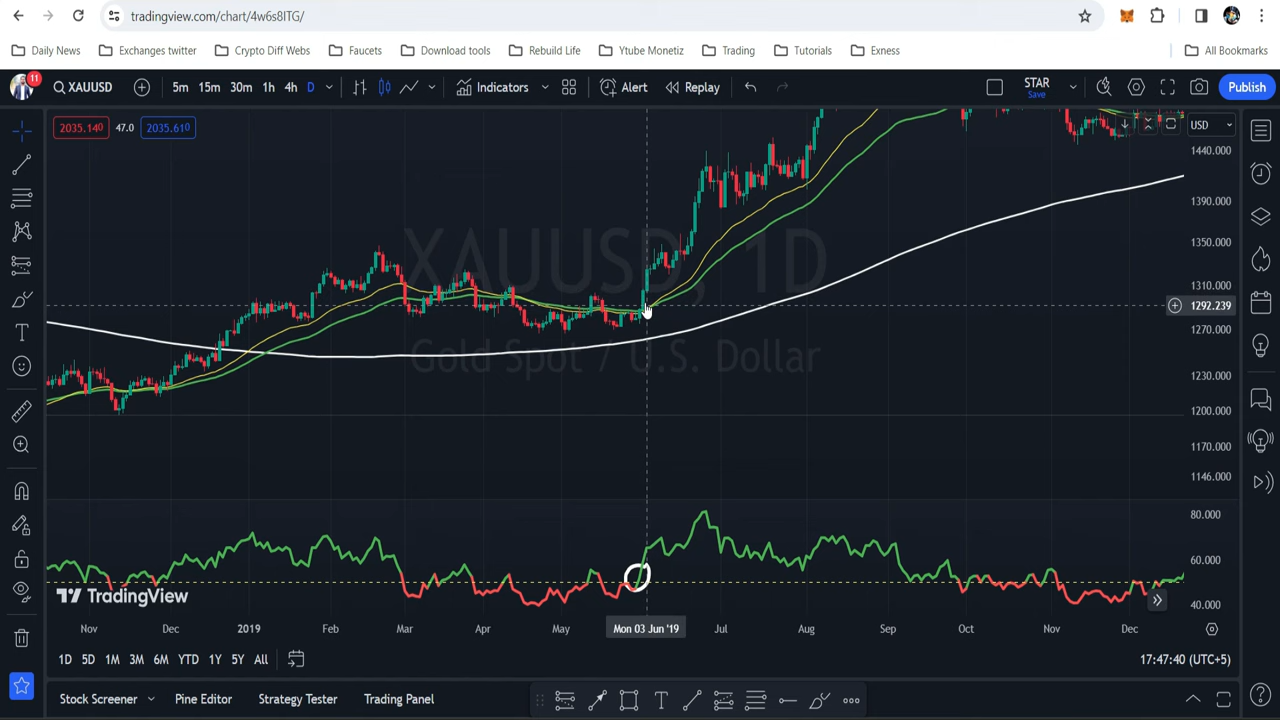 tradingview.com/chart/4w6s8ITG/
Daily News Exchanges twitter Crypto Diff Webs Faucets Download tools Rebuild Life Ytube Monetiz Trading Tutorials Exness All Bookmarks
11 XAUUSD 5m 15m 30m 1h 4h D Indicators Alert Replay STAR Save Publish
2035.140 47.0 2035.610 USD
XAUUSD, 1D
Gold Spot / U.S. Dollar
1440.000
1390.000
1350.000
1310.000
1292.239
1270.000
1230.000
1200.000
1170.000
1146.000
80.000
60.000
40.000
TradingView
Nov Dec 2019 Feb Mar Apr May Mon 03 Jun '19 Jul Aug Sep Oct Nov Dec
1D 5D 1M 3M 6M YTD 1Y 5Y All 17:47:40 (UTC+5)
Stock Screener Pine Editor Strategy Tester Trading Panel